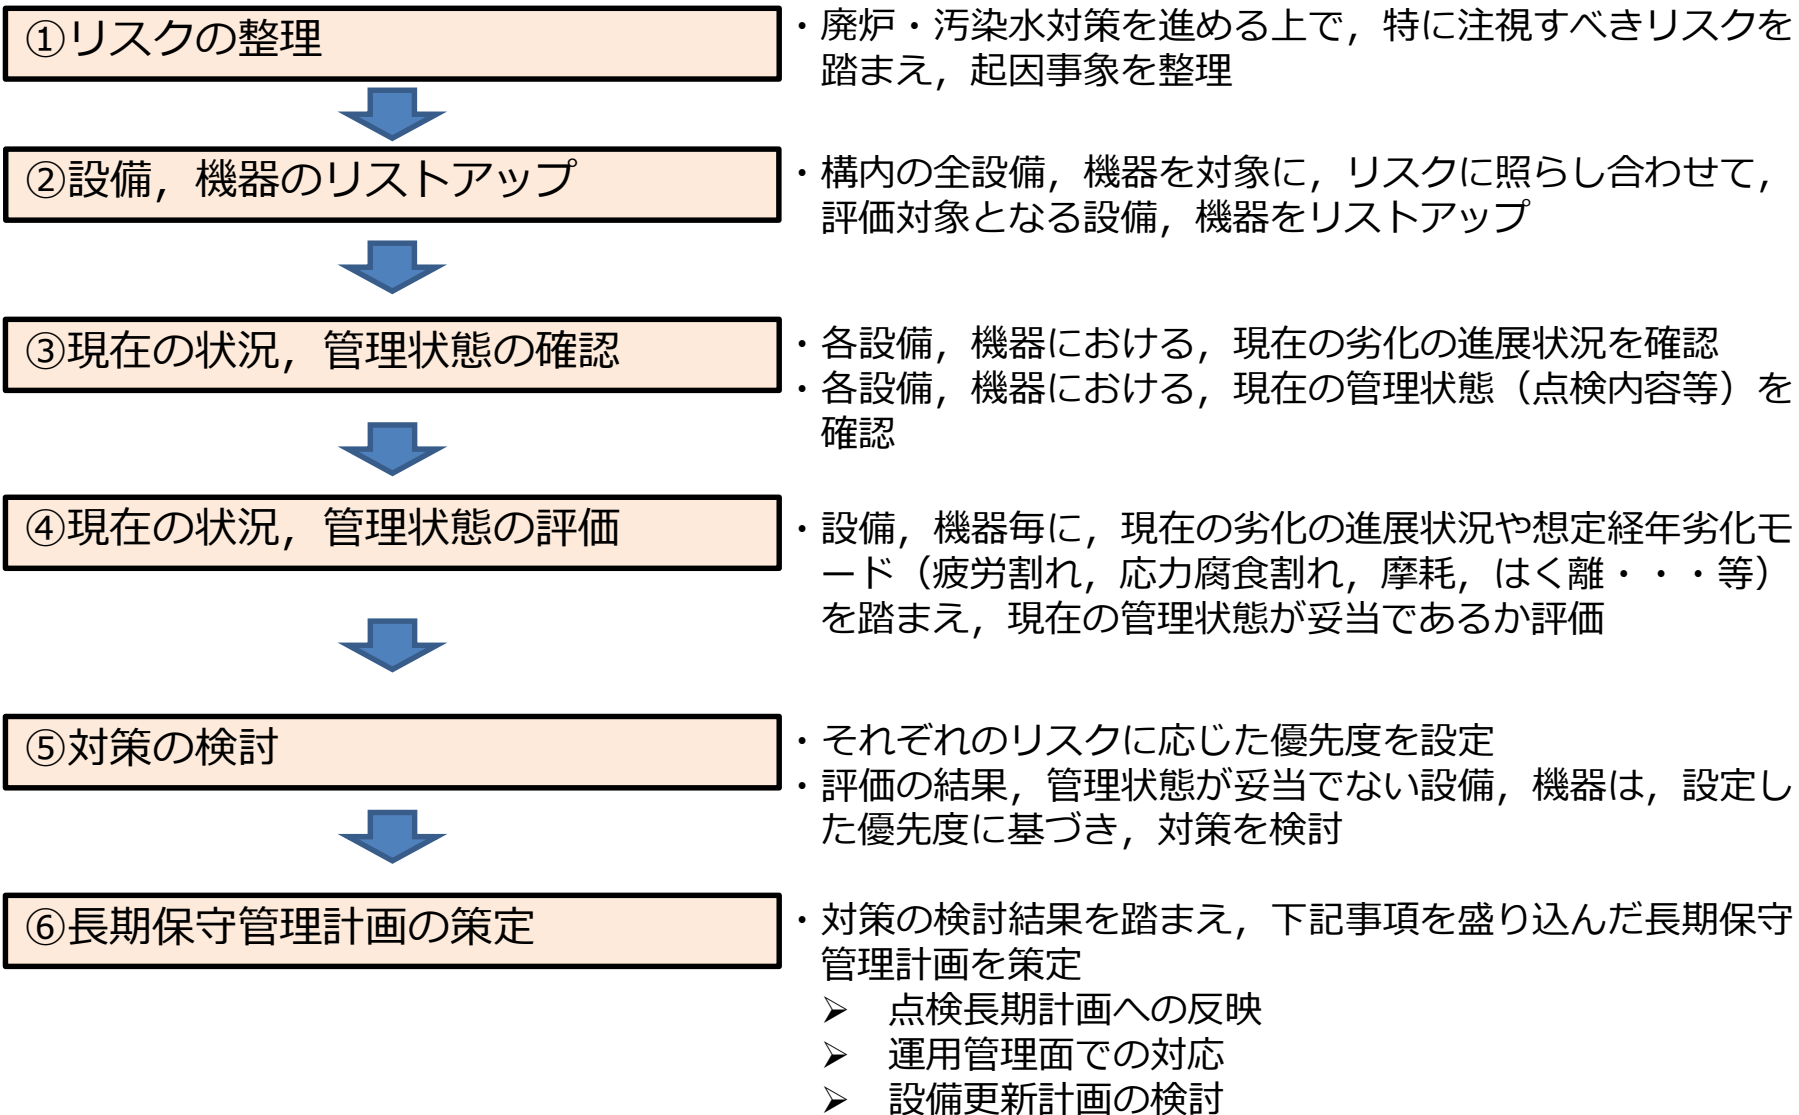 ①リスクの整理
・廃炉・汚染水対策を進める上で，特に注視すべきリスクを
踏まえ，起因事象を整理
②設備，機器のリストアップ
・構内の全設備，機器を対象に，リスクに照らし合わせて，
評価対象となる設備，機器をリストアップ
③現在の状況，管理状態の確認
・各設備，機器における，現在の劣化の進展状況を確認
・各設備，機器における，現在の管理状態（点検内容等）を
確認
④現在の状況，管理状態の評価
・設備，機器毎に，現在の劣化の進展状況や想定経年劣化モ
ード（疲労割れ，応力腐食割れ，摩耗，はく離・・・等）
を踏まえ，現在の管理状態が妥当であるか評価
⑤対策の検討
・それぞれのリスクに応じた優先度を設定
・評価の結果，管理状態が妥当でない設備，機器は，設定し
た優先度に基づき，対策を検討
⑥長期保守管理計画の策定
・対策の検討結果を踏まえ，下記事項を盛り込んだ長期保守
管理計画を策定
➢ 点検長期計画への反映
➢ 運用管理面での対応
➢ 設備更新計画の検討